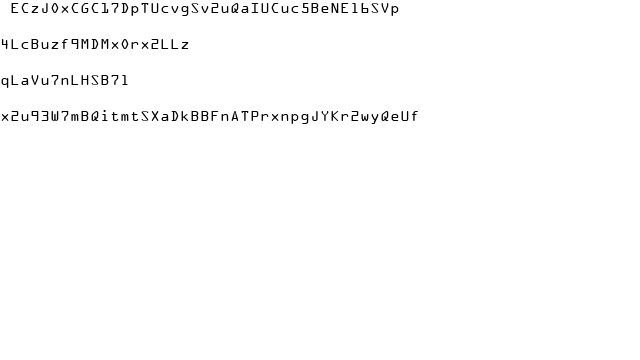 ECzJ0xCGC17DpTUcvgSv2uQaIUCuc5BeNE16SVp
4LcBuzf9MDMx0rx2LLz
qLaVu7nLHSB71
x2u93W7mBQitmtSXaDkBBFnATPrxnpgJYKr2wyQeUf